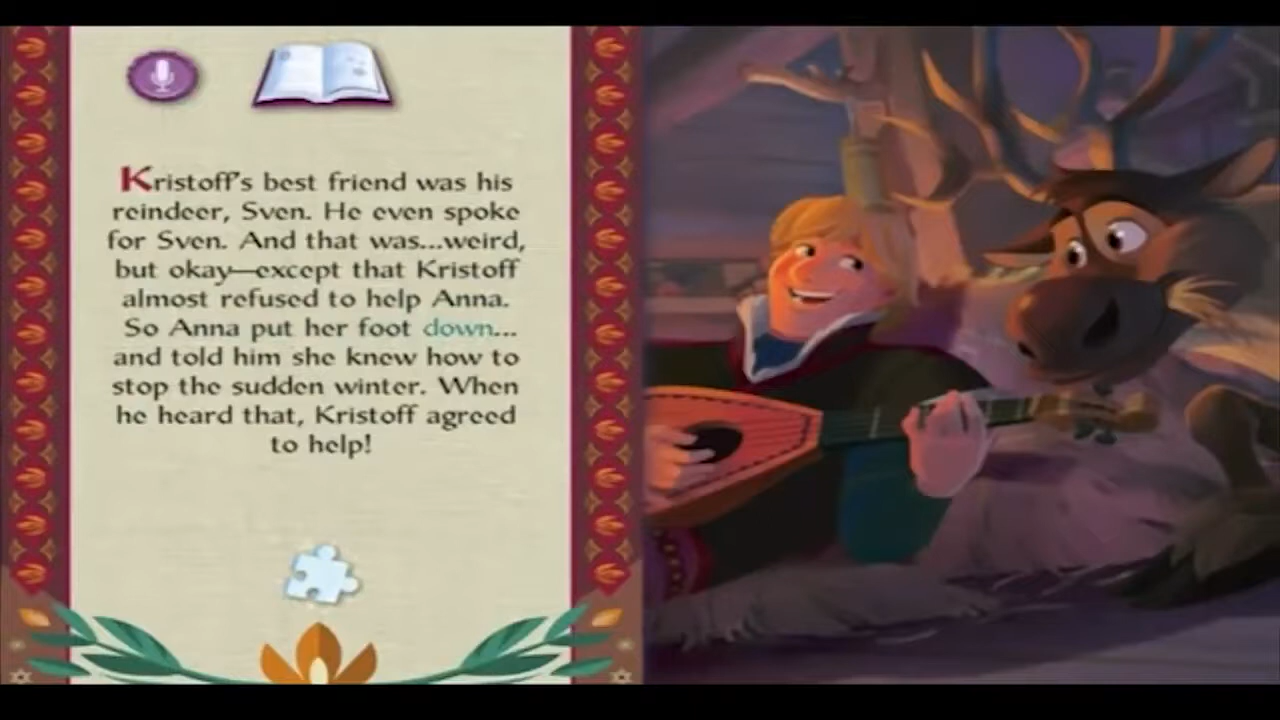 Kristoff's best friend was his
reindeer, Sven. He even spoke
for Sven. And that was...weird,
but okay—except that Kristoff
almost refused to help Anna.
So Anna put her foot down...
and told him she knew how to
stop the sudden winter. When
he heard that, Kristoff agreed
to help!